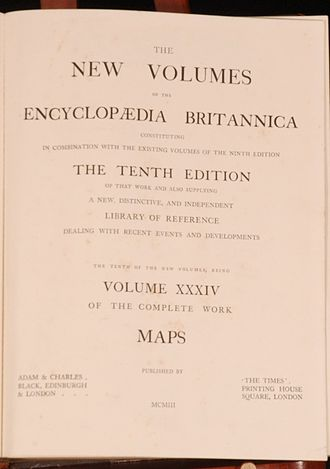 THE
NEW VOLUMES
OF THE
ENCYCLOPÆDIA BRITANNICA
CONSTITUTING
IN COMBINATION WITH THE EXISTING VOLUMES OF THE NINTH EDITION
THE TENTH EDITION
OF THAT WORK AND ALSO SUPPLYING
A NEW, DISTINCTIVE, AND INDEPENDENT
LIBRARY OF REFERENCE
DEALING WITH RECENT EVENTS AND DEVELOPMENTS
THE TENTH OF THE NEW VOLUMES, BEING
VOLUME XXXIV
OF THE COMPLETE WORK
MAPS
PUBLISHED BY
ADAM & CHARLES
BLACK, EDINBURGH
& LONDON . . .
'THE TIMES'
PRINTING HOUSE
SQUARE, LONDON
MCMIII